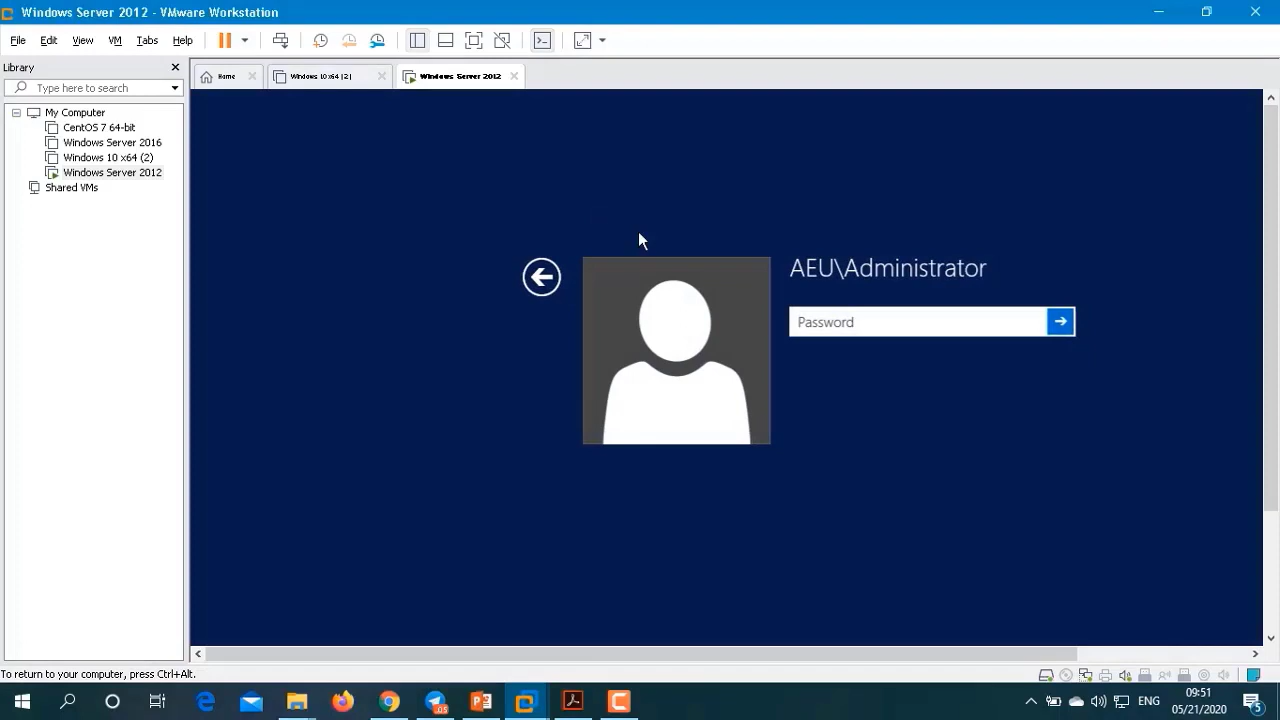 Windows Server 2012 - VMware Workstation
File Edit View VM Tabs Help
Library
Type here to search
Home
Windows 10 x64 (2)
Windows Server 2012
My Computer
CentOS 7 64-bit
Windows Server 2016
Windows 10 x64 (2)
Windows Server 2012
Shared VMs
AEU\Administrator
Password
To return to your computer, press Ctrl+Alt.
.05
ENG
09:51
05/21/2020
5